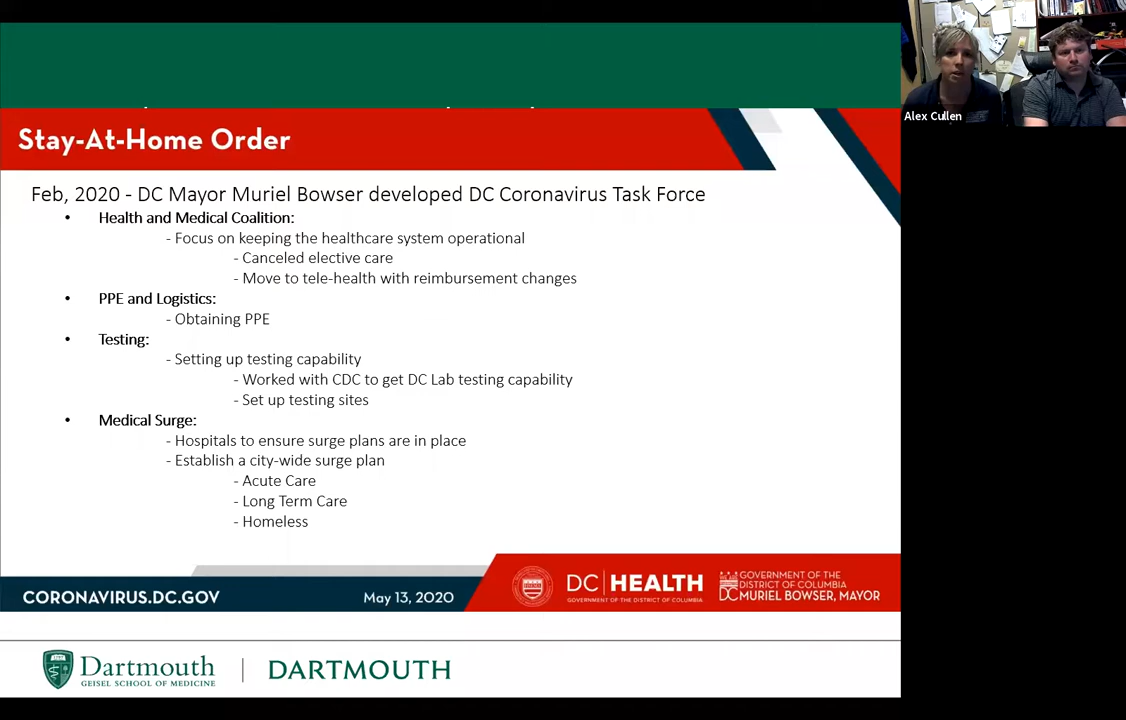 Alex Cullen
Stay-At-Home Order
Feb, 2020 - DC Mayor Muriel Bowser developed DC Coronavirus Task Force
• Health and Medical Coalition:
- Focus on keeping the healthcare system operational
- Canceled elective care
- Move to tele-health with reimbursement changes
• PPE and Logistics:
- Obtaining PPE
• Testing:
- Setting up testing capability
- Worked with CDC to get DC Lab testing capability
- Set up testing sites
• Medical Surge:
- Hospitals to ensure surge plans are in place
- Establish a city-wide surge plan
- Acute Care
- Long Term Care
- Homeless
CORONAVIRUS.DC.GOV
May 13, 2020
DC HEALTH
GOVERNMENT OF THE DISTRICT OF COLUMBIA
GOVERNMENT OF THE
DISTRICT OF COLUMBIA
DC MURIEL BOWSER, MAYOR
Dartmouth
GEISEL SCHOOL OF MEDICINE
DARTMOUTH